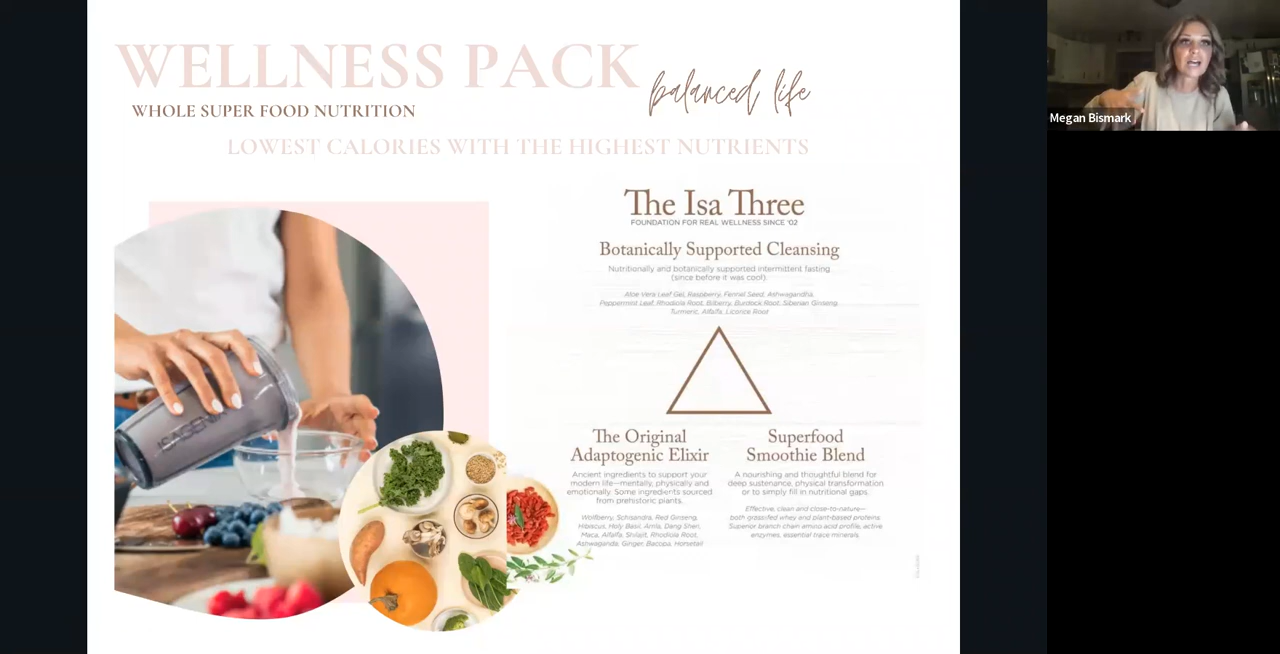 WELLNESS PACK
balanced life
WHOLE SUPER FOOD NUTRITION
LOWEST CALORIES WITH THE HIGHEST NUTRIENTS
The Isa Three
FOUNDATION FOR REAL WELLNESS SINCE '02
Botanically Supported Cleansing
Nutritionally and botanically supported intermittent fasting
(since before it was cool).
Aloe Vera Leaf Gel, Raspberry, Fennel Seed, Ashwagandha,
Peppermint Leaf, Rhodiola Root, Bilberry, Burdock Root, Siberian Ginseng,
Turmeric, Alfalfa, Licorice Root
The Original
Adaptogenic Elixir
Ancient ingredients to support your
modern life—mentally, physically and
emotionally. Some ingredients sourced
from prehistoric plants.
Wolfberry, Schisandra, Red Ginseng,
Hibiscus, Holy Basil, Amla, Dang Shen,
Maca, Alfalfa, Shilajit, Rhodiola Root,
Ashwaganda, Ginger, Bacopa, Horsetail
Superfood
Smoothie Blend
A nourishing and thoughtful blend for
deep sustenance, physical transformation
or to simply fill in nutritional gaps.
Effective, clean and close-to-nature—
both grassfed whey and plant-based proteins.
Superior branch chain amino acid profile, active
enzymes, essential trace minerals.
Megan Bismark